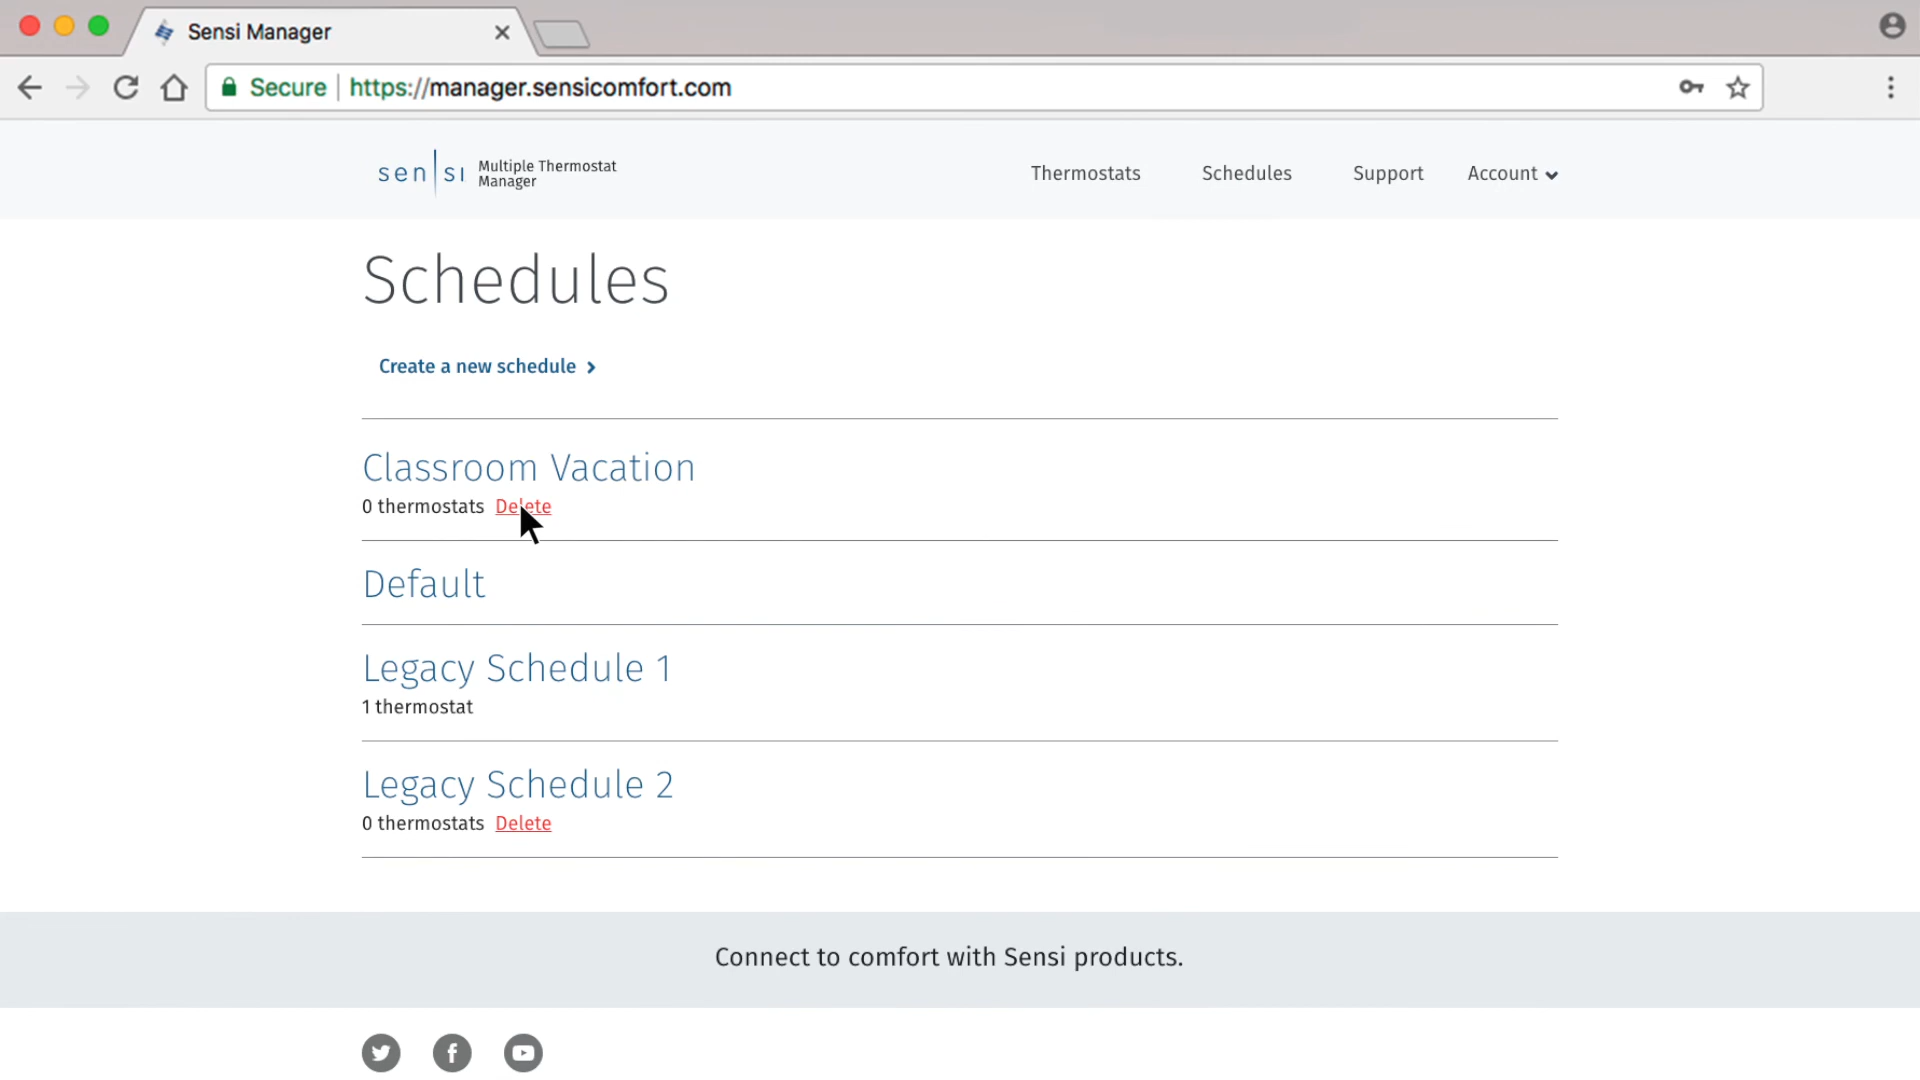 Sensi Manager
Secure | https://manager.sensicomfort.com
sensi Multiple Thermostat
Manager
Thermostats Schedules Support Account
Schedules
Create a new schedule
Classroom Vacation
0 thermostats Delete
Default
Legacy Schedule 1
1 thermostat
Legacy Schedule 2
0 thermostats Delete
Connect to comfort with Sensi products.